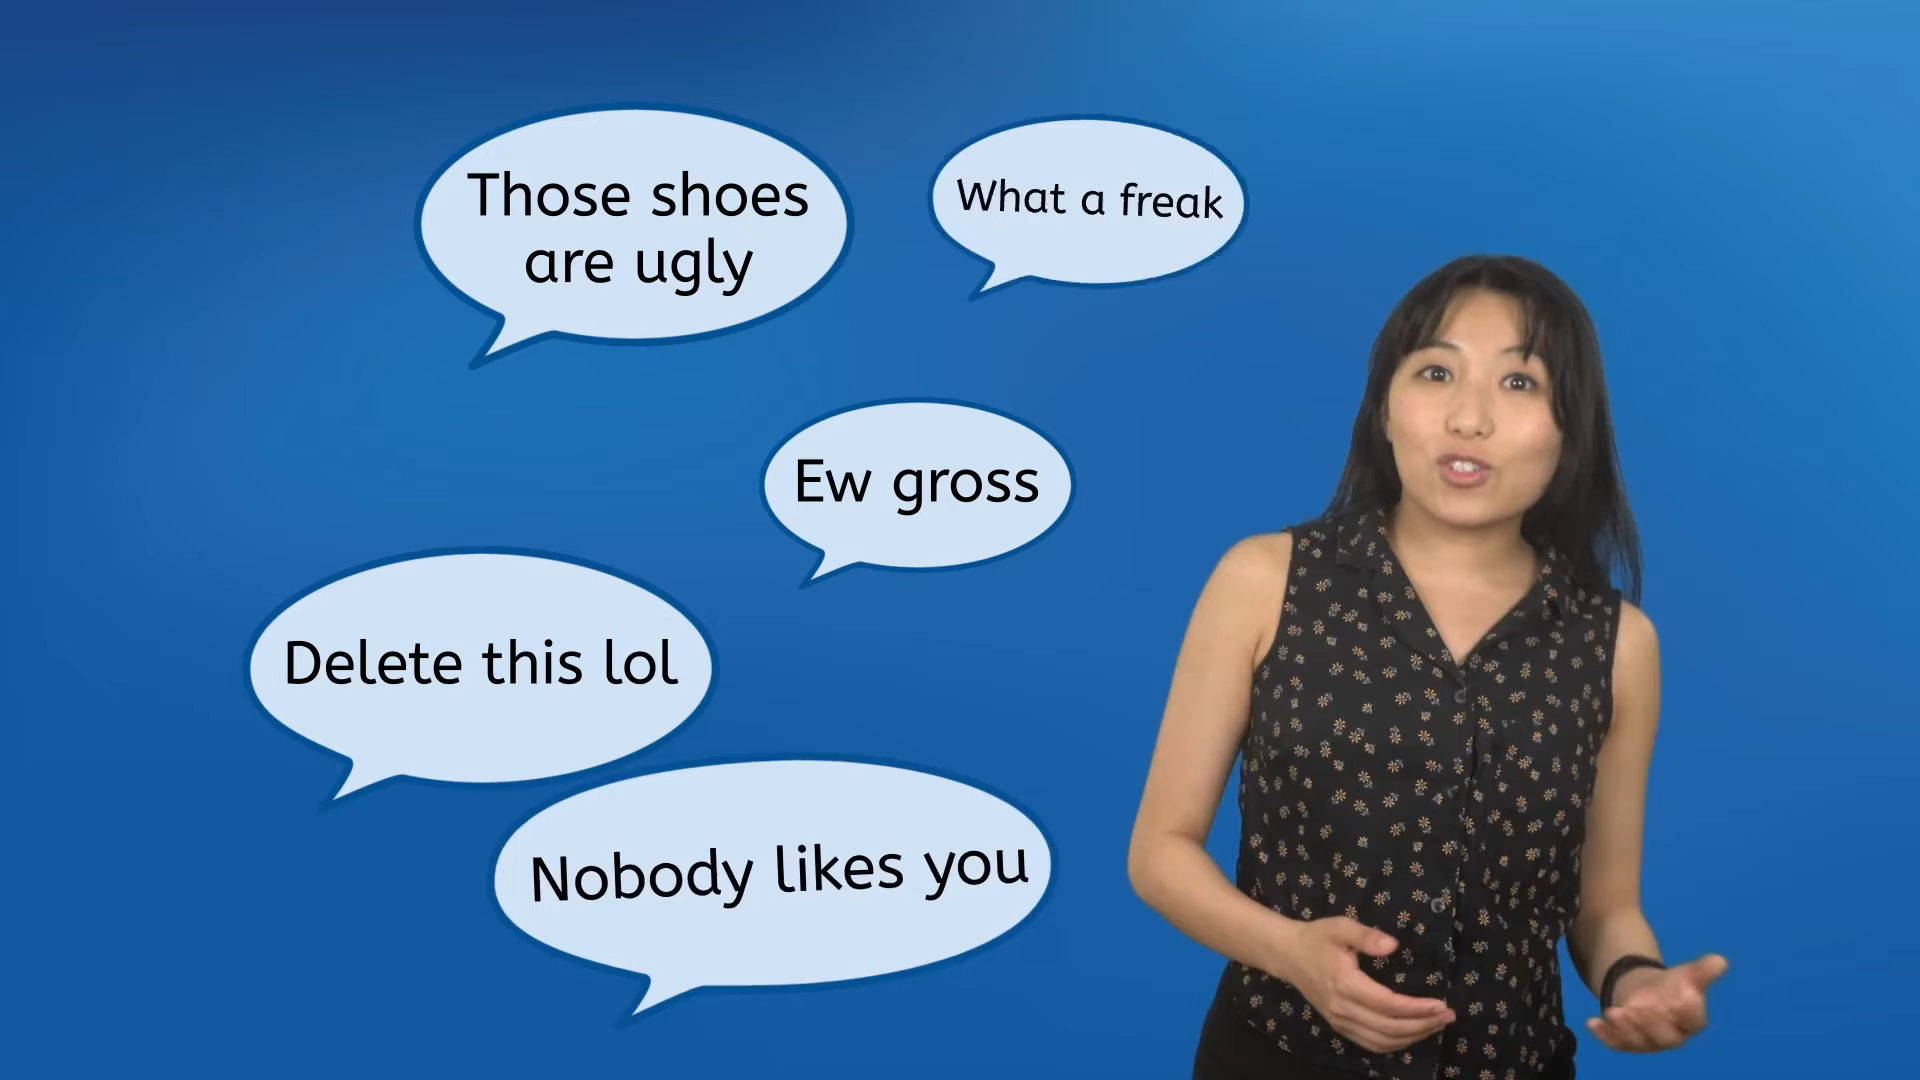 Those shoes
are ugly
What a freak
Ew gross
Delete this lol
Nobody likes you